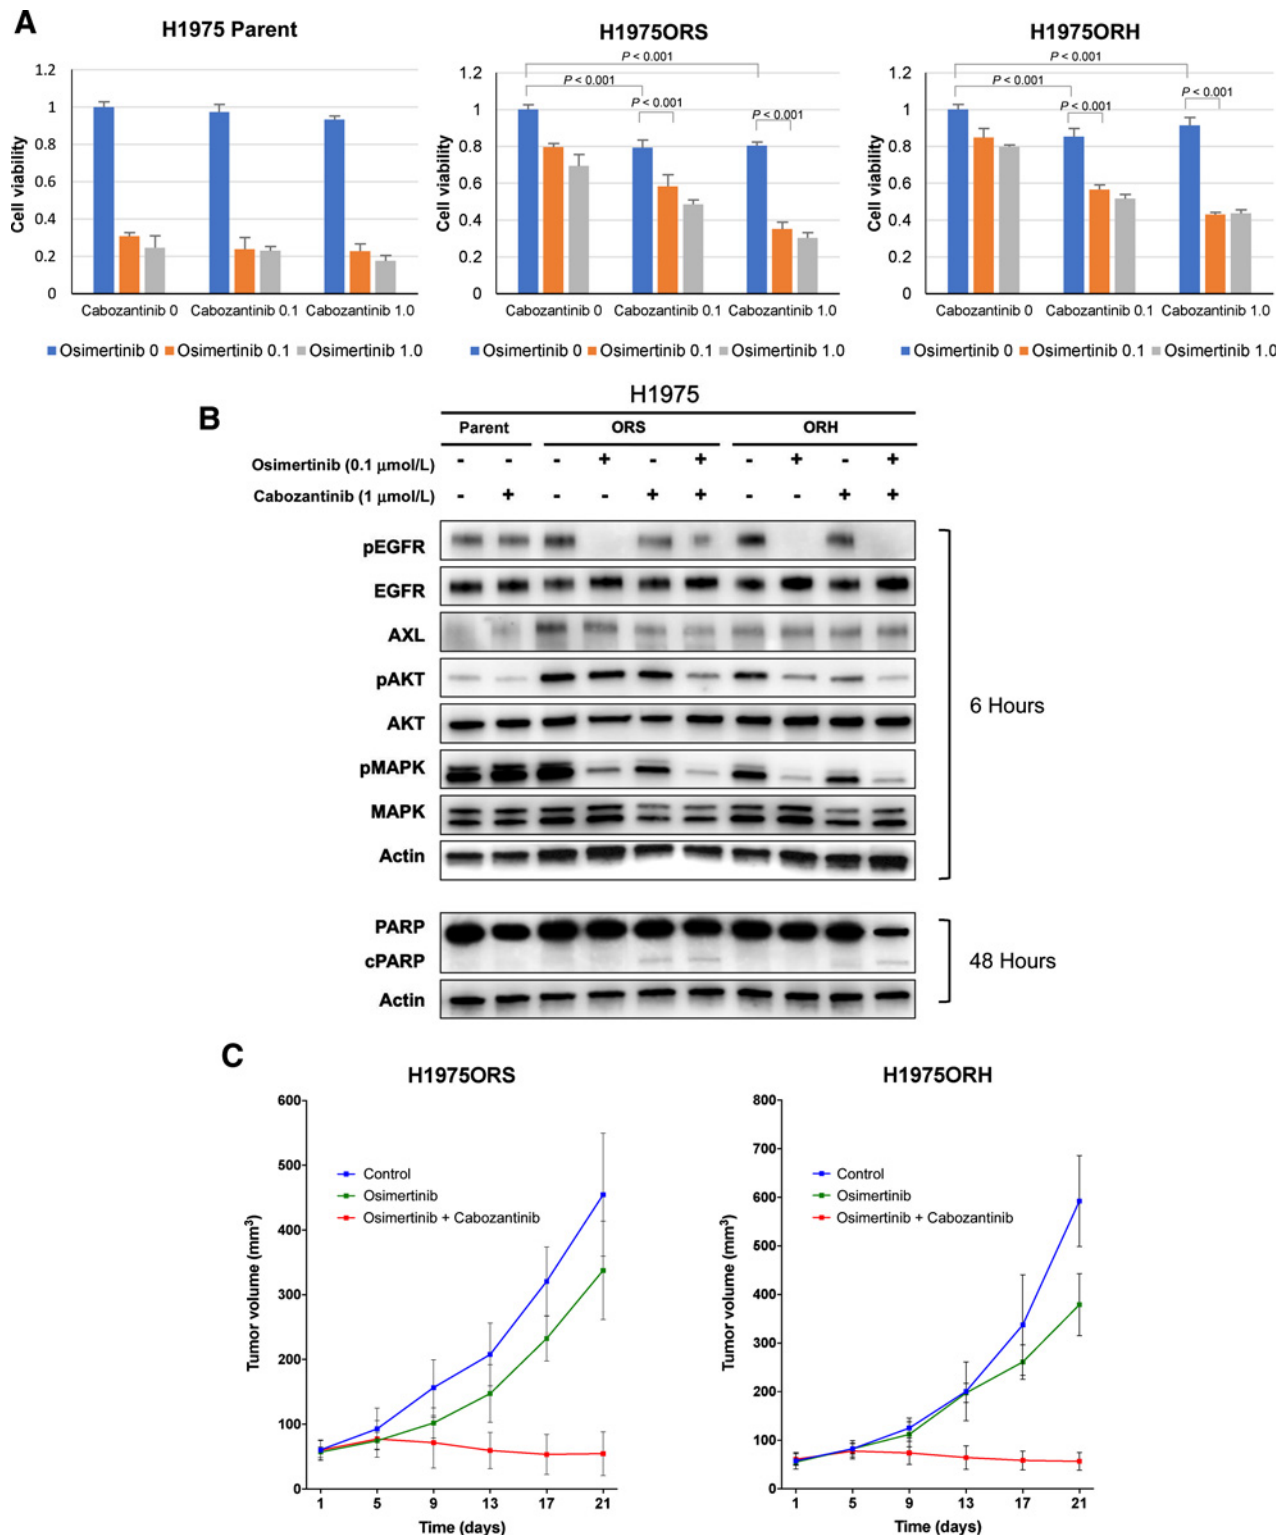 A
H1975 Parent
H1975ORS
H1975ORH
P < 0.001
P < 0.001
P < 0.001
P < 0.001
P < 0.001
P < 0.001
P < 0.001
P < 0.001
Cell viability
1.2
1
0.8
0.6
0.4
0.2
0
Cabozantinib 0 Cabozantinib 0.1 Cabozantinib 1.0
Osimertinib 0 Osimertinib 0.1 Osimertinib 1.0
Cell viability
1.2
1
0.8
0.6
0.4
0.2
0
Cabozantinib 0 Cabozantinib 0.1 Cabozantinib 1.0
Osimertinib 0 Osimertinib 0.1 Osimertinib 1.0
Cell viability
1.2
1
0.8
0.6
0.4
0.2
0
Cabozantinib 0 Cabozantinib 0.1 Cabozantinib 1.0
Osimertinib 0 Osimertinib 0.1 Osimertinib 1.0
B
H1975
Parent ORS ORH
Osimertinib (0.1 μmol/L) - - - + - + - + - +
Cabozantinib (1 μmol/L) - + - - + + - - + +
pEGFR
EGFR
AXL
pAKT
AKT
pMAPK
MAPK
Actin
6 Hours
PARP
cPARP
Actin
48 Hours
C
H1975ORS
Tumor volume (mm³)
600
500
400
300
200
100
0
Control
Osimertinib
Osimertinib + Cabozantinib
1 5 9 13 17 21
Time (days)
H1975ORH
Tumor volume (mm³)
800
700
600
500
400
300
200
100
0
Control
Osimertinib
Osimertinib + Cabozantinib
1 5 9 13 17 21
Time (days)